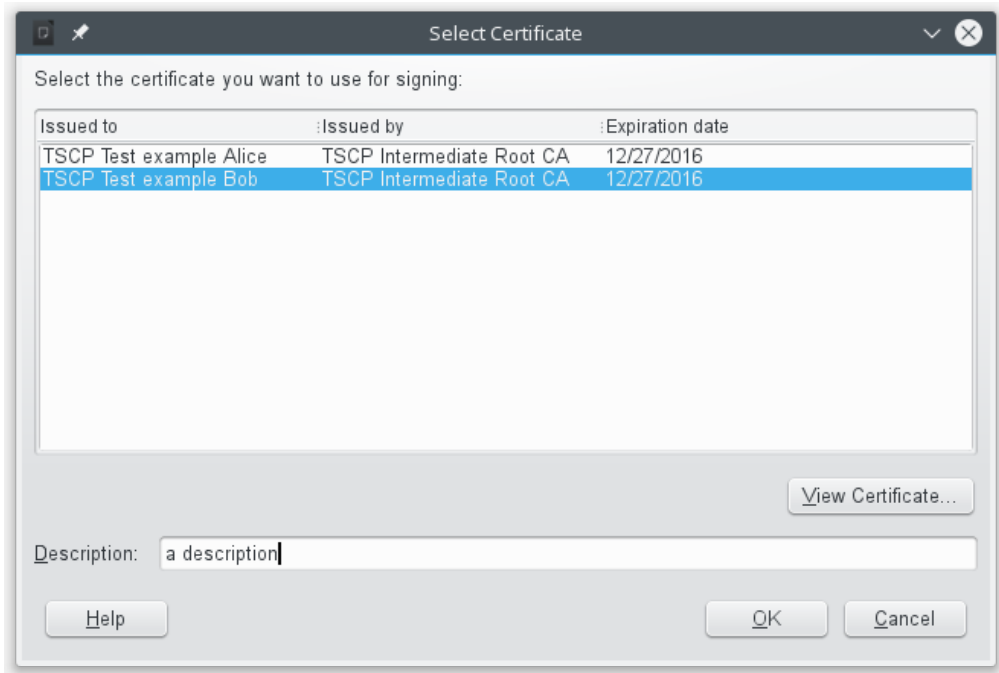 Select Certificate
Select the certificate you want to use for signing:
Issued to Issued by Expiration date
TSCP Test example Alice TSCP Intermediate Root CA 12/27/2016
TSCP Test example Bob TSCP Intermediate Root CA 12/27/2016
View Certificate...
Description: a description
Help OK Cancel